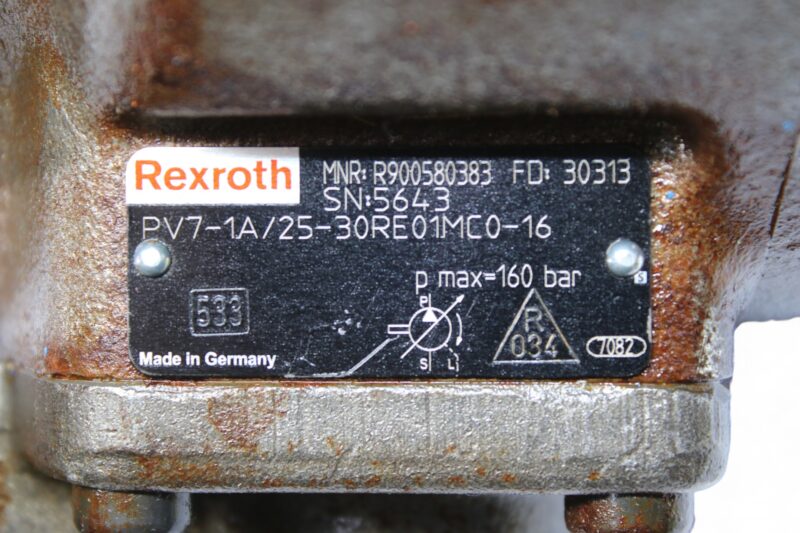 Rexroth MNR: R900580383 FD: 30313
SN:5643
PV7-1A/25-30RE01MC0-16
p max=160 bar
S
P
533
R
034
7082
Made in Germany
S L